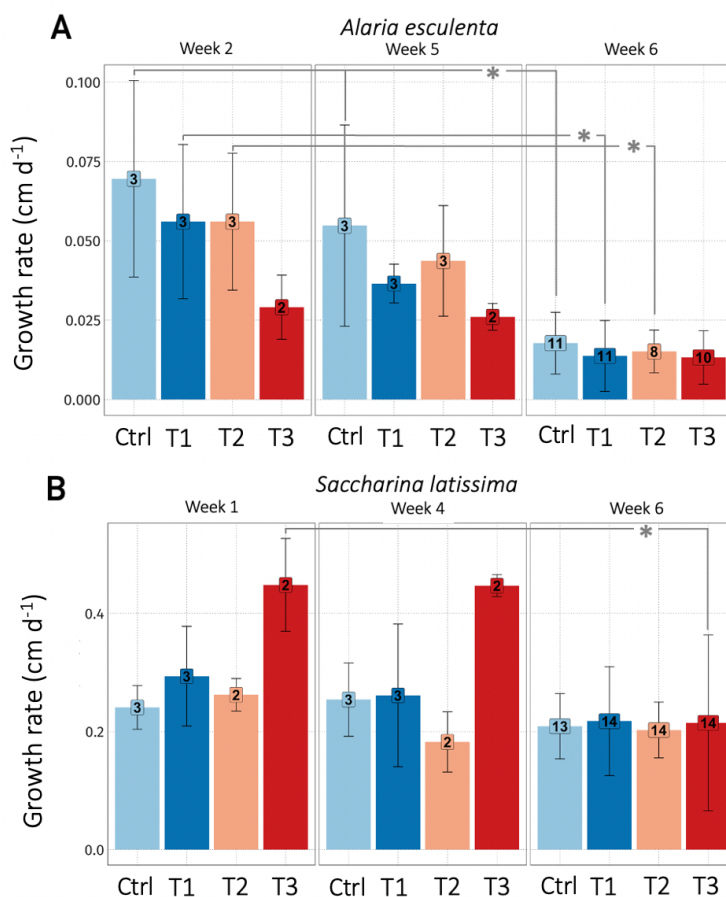 A
Alaria esculenta
Week 2 Week 5 Week 6
Growth rate (cm d-1)
0.100
0.075
0.050
0.025
0.000
* * *
3 3 3 2
3 3 3 2
11 11 8 10
Ctrl T1 T2 T3 Ctrl T1 T2 T3 Ctrl T1 T2 T3
B
Saccharina latissima
Week 1 Week 4 Week 6
Growth rate (cm d-1)
0.4
0.2
0.0
*
3 3 2 2
3 3 2 2
13 14 14 14
Ctrl T1 T2 T3 Ctrl T1 T2 T3 Ctrl T1 T2 T3